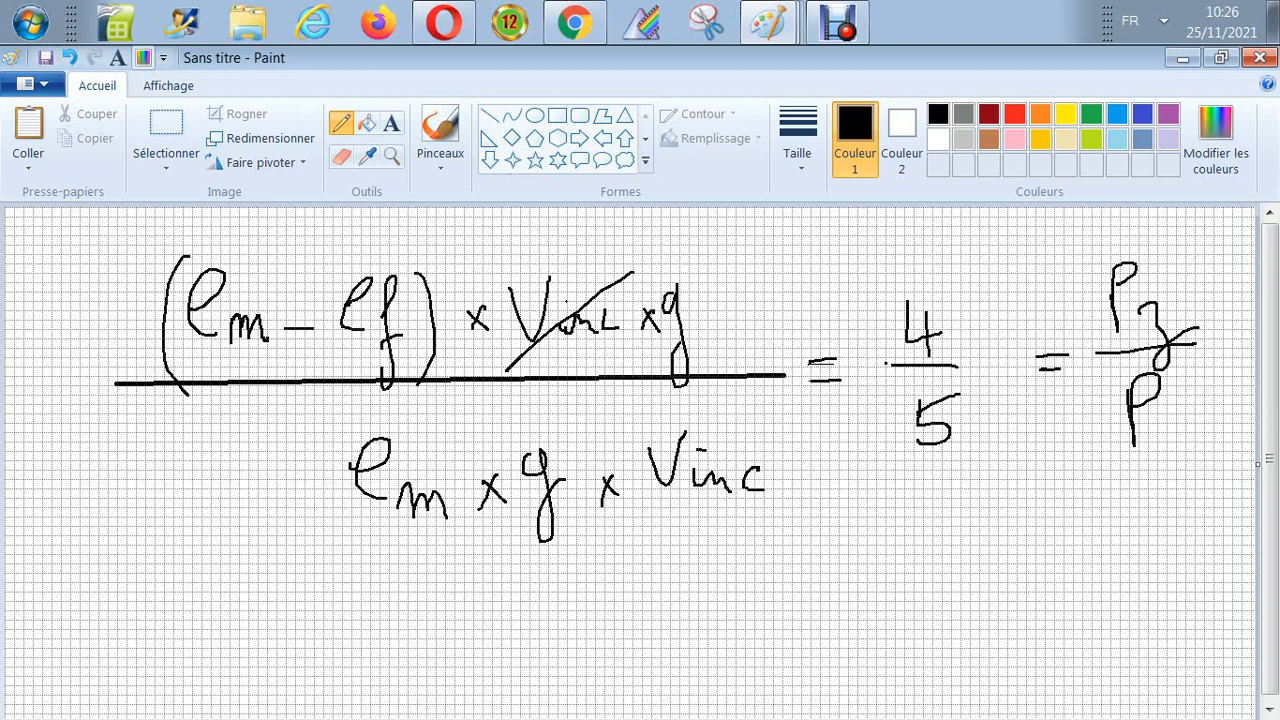 FR
10:26
25/11/2021
12
Sans titre - Paint
Accueil
Affichage
Coller
Couper
Copier
Presse-papiers
Sélectionner
Rogner
Redimensionner
Faire pivoter
Image
Outils
Pinceaux
Contour
Remplissage
Formes
Taille
Couleur 1
Couleur 2
Modifier les couleurs
Couleurs
(ρm - ρf) × Vinc × g
ρm × g × Vinc
= 4/5 = P2/P